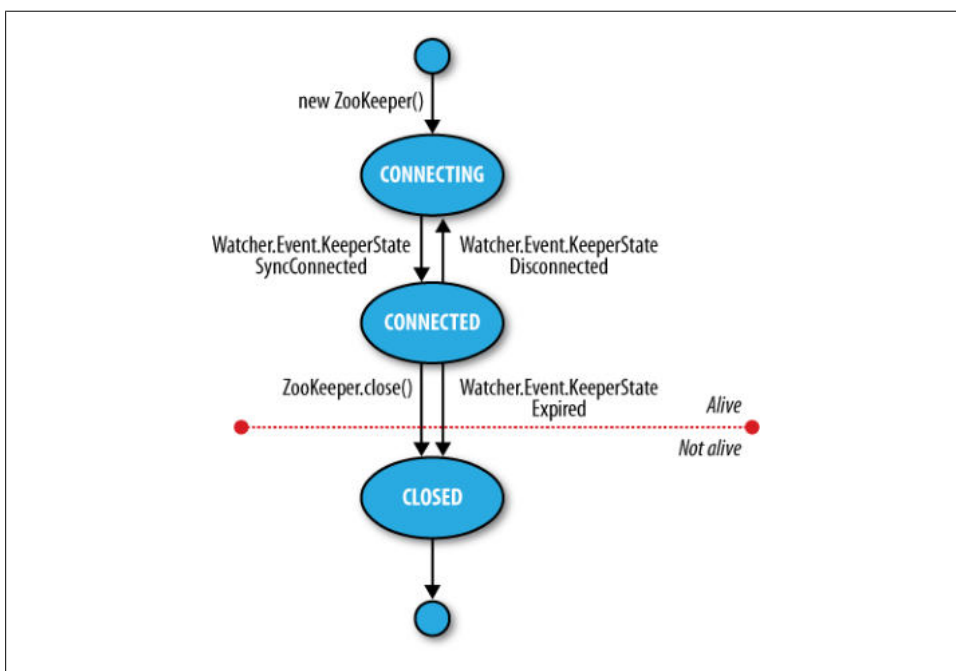 new ZooKeeper()
CONNECTING
Watcher.Event.KeeperState
SyncConnected
Watcher.Event.KeeperState
Disconnected
CONNECTED
ZooKeeper.close()
Watcher.Event.KeeperState
Expired
Alive
Not alive
CLOSED